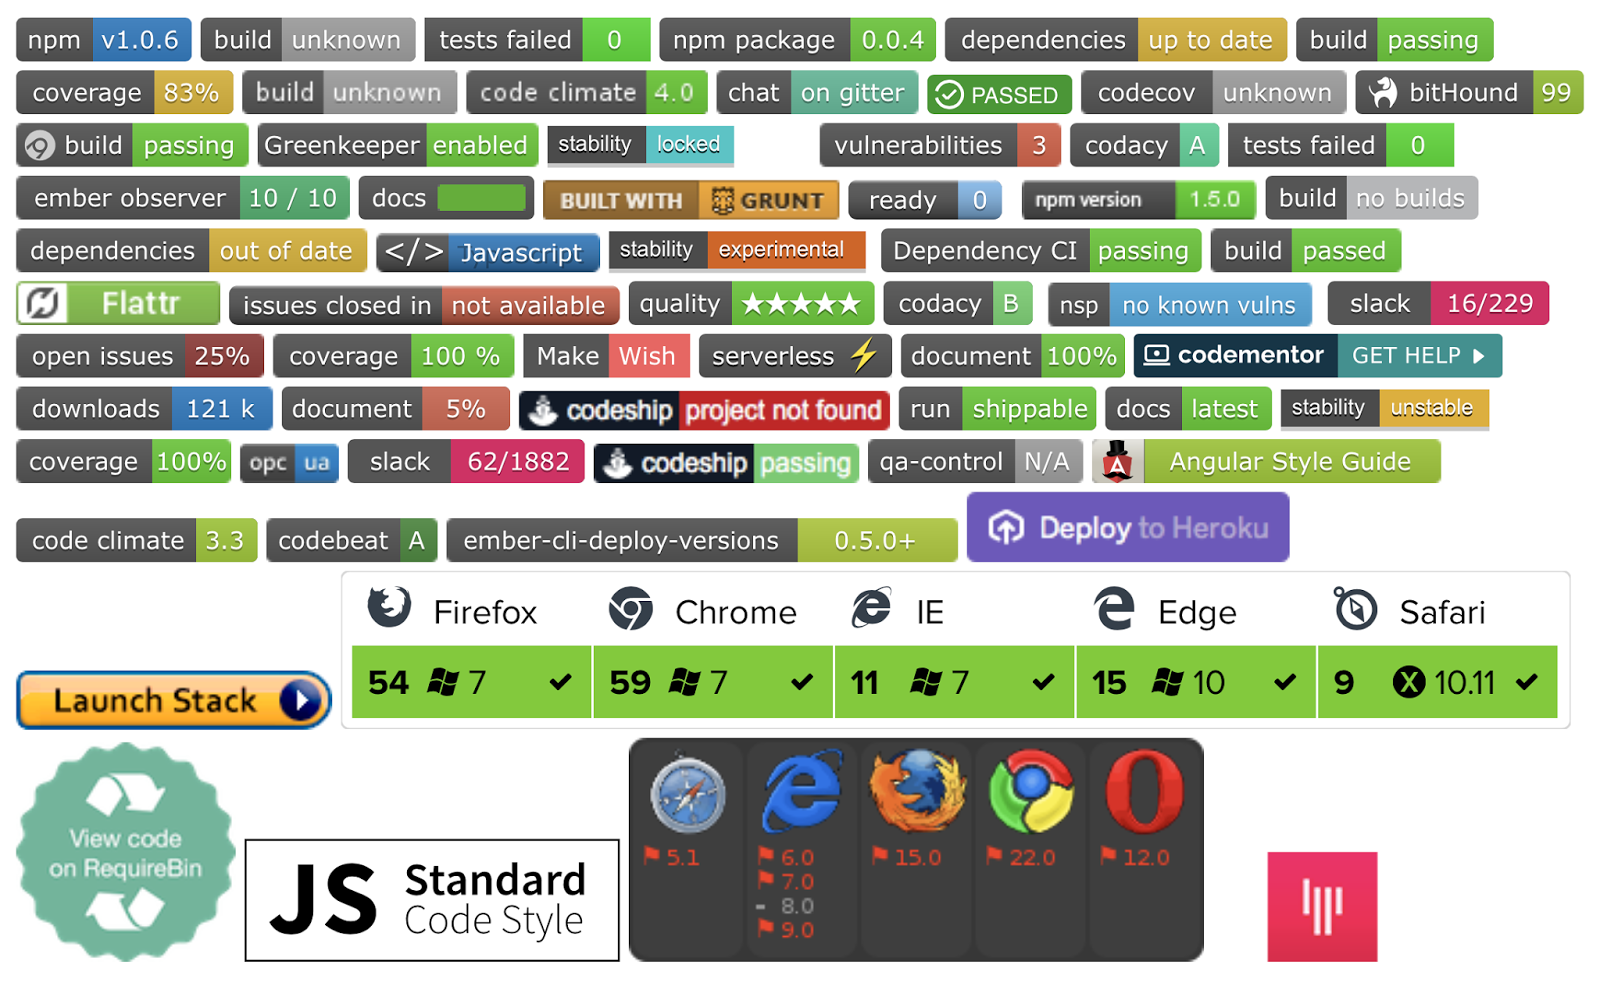 npm v1.0.6 build unknown tests failed 0 npm package 0.0.4 dependencies up to date build passing
coverage 83% build unknown code climate 4.0 chat on gitter PASSED codecov unknown bitHound 99
build passing Greenkeeper enabled stability locked vulnerabilities 3 codacy A tests failed 0
ember observer 10 / 10 docs BUILT WITH GRUNT ready 0 npm version 1.5.0 build no builds
dependencies out of date </> Javascript stability experimental Dependency CI passing build passed
Flattr issues closed in not available quality ★★★★★ codacy B nsp no known vulns slack 16/229
open issues 25% coverage 100 % Make Wish serverless ⚡ document 100% codementor GET HELP
downloads 121 k document 5% codeship project not found run shippable docs latest stability unstable
coverage 100% opc ua slack 62/1882 codeship passing qa-control N/A A Angular Style Guide
code climate 3.3 codebeat A ember-cli-deploy-versions 0.5.0+ Deploy to Heroku
Firefox Chrome IE Edge Safari
Launch Stack 54 7 59 7 11 7 15 10 9 X 10.11
View code
on RequireBin
JS Standard
Code Style
5.1 6.0 15.0 22.0 12.0
7.0
- 8.0
9.0